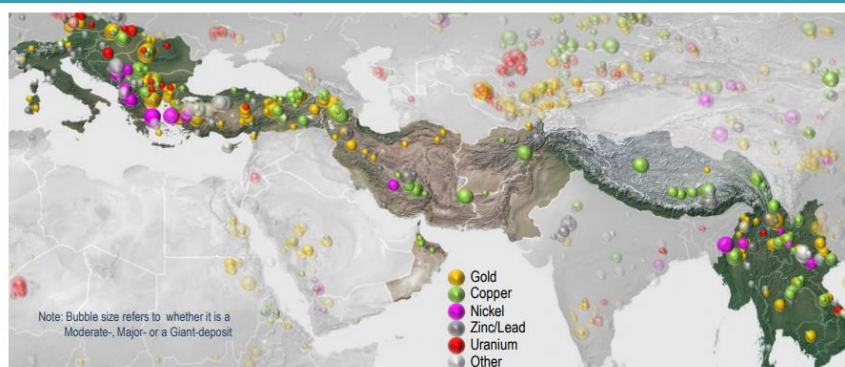 Note: Bubble size refers to whether it is a
Moderate-, Major- or a Giant-deposit
Gold
Copper
Nickel
Zinc/Lead
Uranium
Other